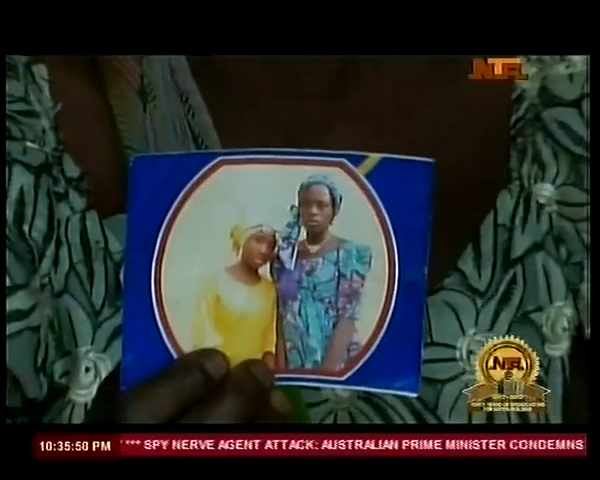 NTA
NTA
10:35:50 PM *** SPY NERVE AGENT ATTACK: AUSTRALIAN PRIME MINISTER CONDEMNS